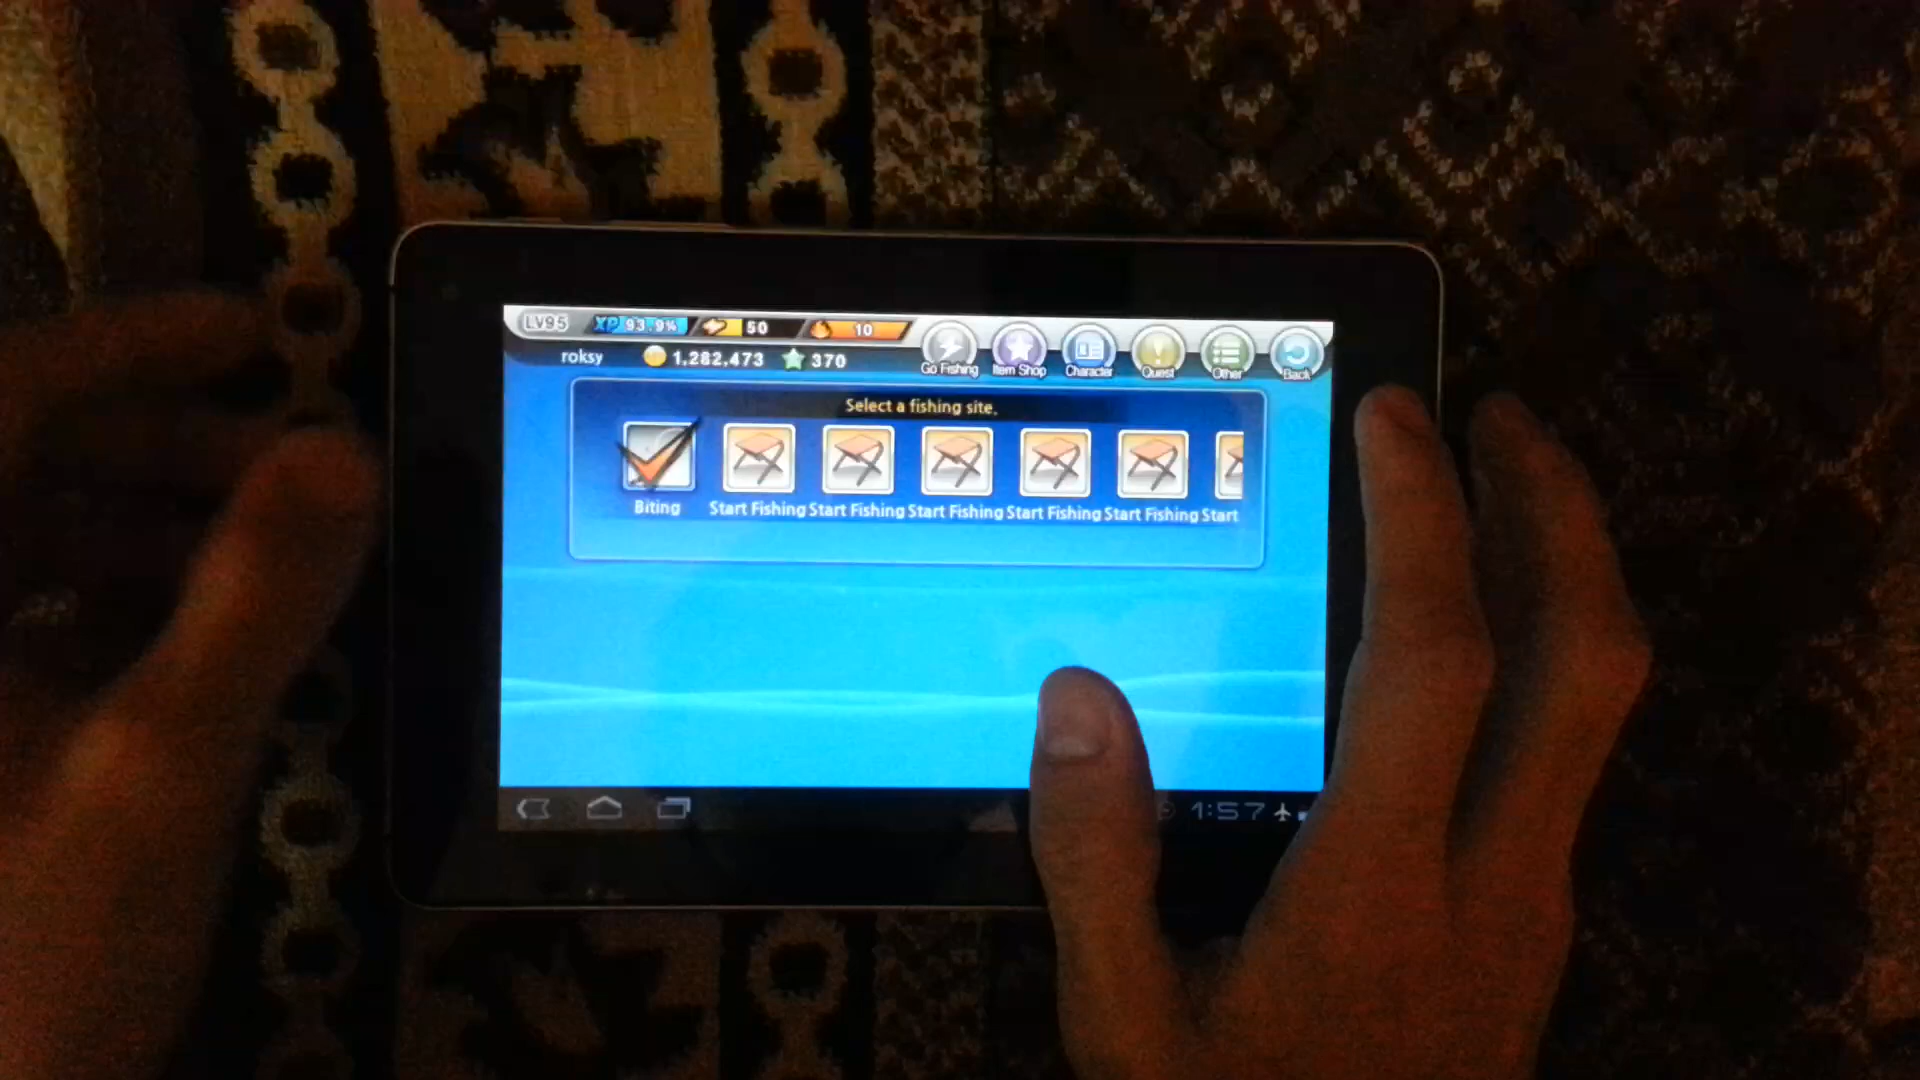 LV95 XP 93.9% 50 10
roksy 1,282,473 370
Go Fishing Item Shop Character Quest Other Back
Select a fishing site.
Biting Start Fishing Start Fishing Start Fishing Start Fishing Start Fishing Start
1:57